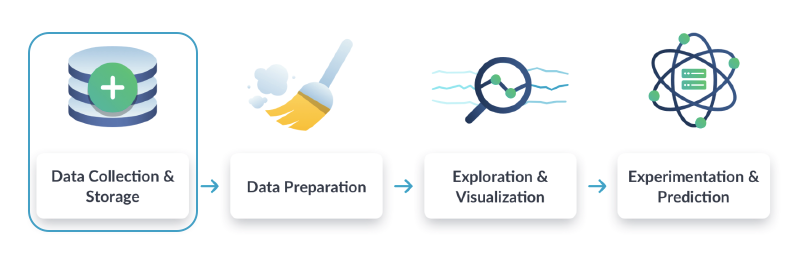 Data Collection &
Storage
Data Preparation
Exploration &
Visualization
Experimentation &
Prediction